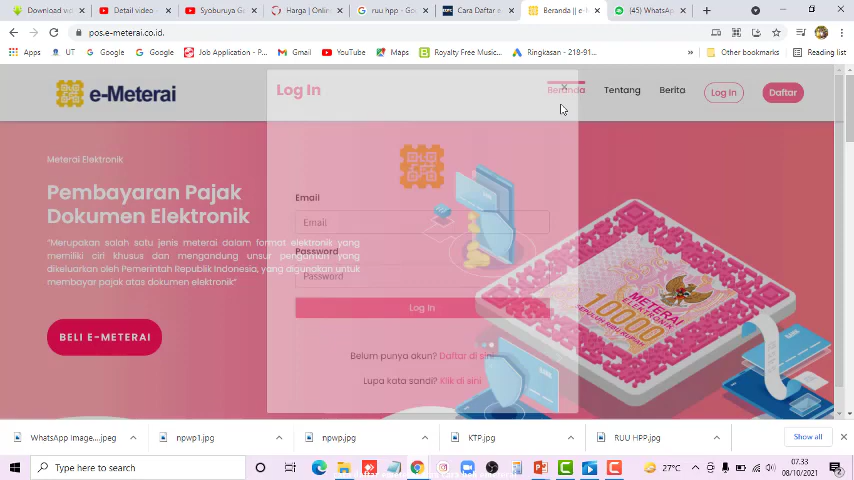 Download wi
Detail video
Syoburuya G
Harga | Onlin
ruu hpp - Go
Cara Daftar e
Beranda || e-M
(45) WhatsA
pos.e-meterai.co.id.
Apps
UT
Google
Google
Job Application - Pr...
Gmail
YouTube
Maps
Royalty Free Music...
Ringkasan - 218-91...
Other bookmarks
Reading list
e-Meterai
Log In
Beranda
Tentang
Berita
Log in
Daftar
Meterai Elektronik
Pembayaran Pajak
Dokumen Elektronik
"Merupakan salah satu jenis meterai dalam format elektronik yang
memiliki ciri khusus dan mengandung unsur pengaman yang
dikeluarkan oleh Pemerintah Republik Indonesia, yang digunakan untuk
membayar pajak atas dokumen elektronik"
BELI E-METERAI
Email
Email
Password
Password
Log In
Belum punya akun? Daftar di sini
Lupa kata sandi? Klik di sini
METERAI
ELEKTRONIK
10000
SEPULUH RIBU RUPIAH
WhatsApp Image....jpeg
npwp1.jpg
npwp.jpg
KTP.jpg
RUU HPP.jpg
Show all
Type here to search
27°C
07.33
08/10/2021
2